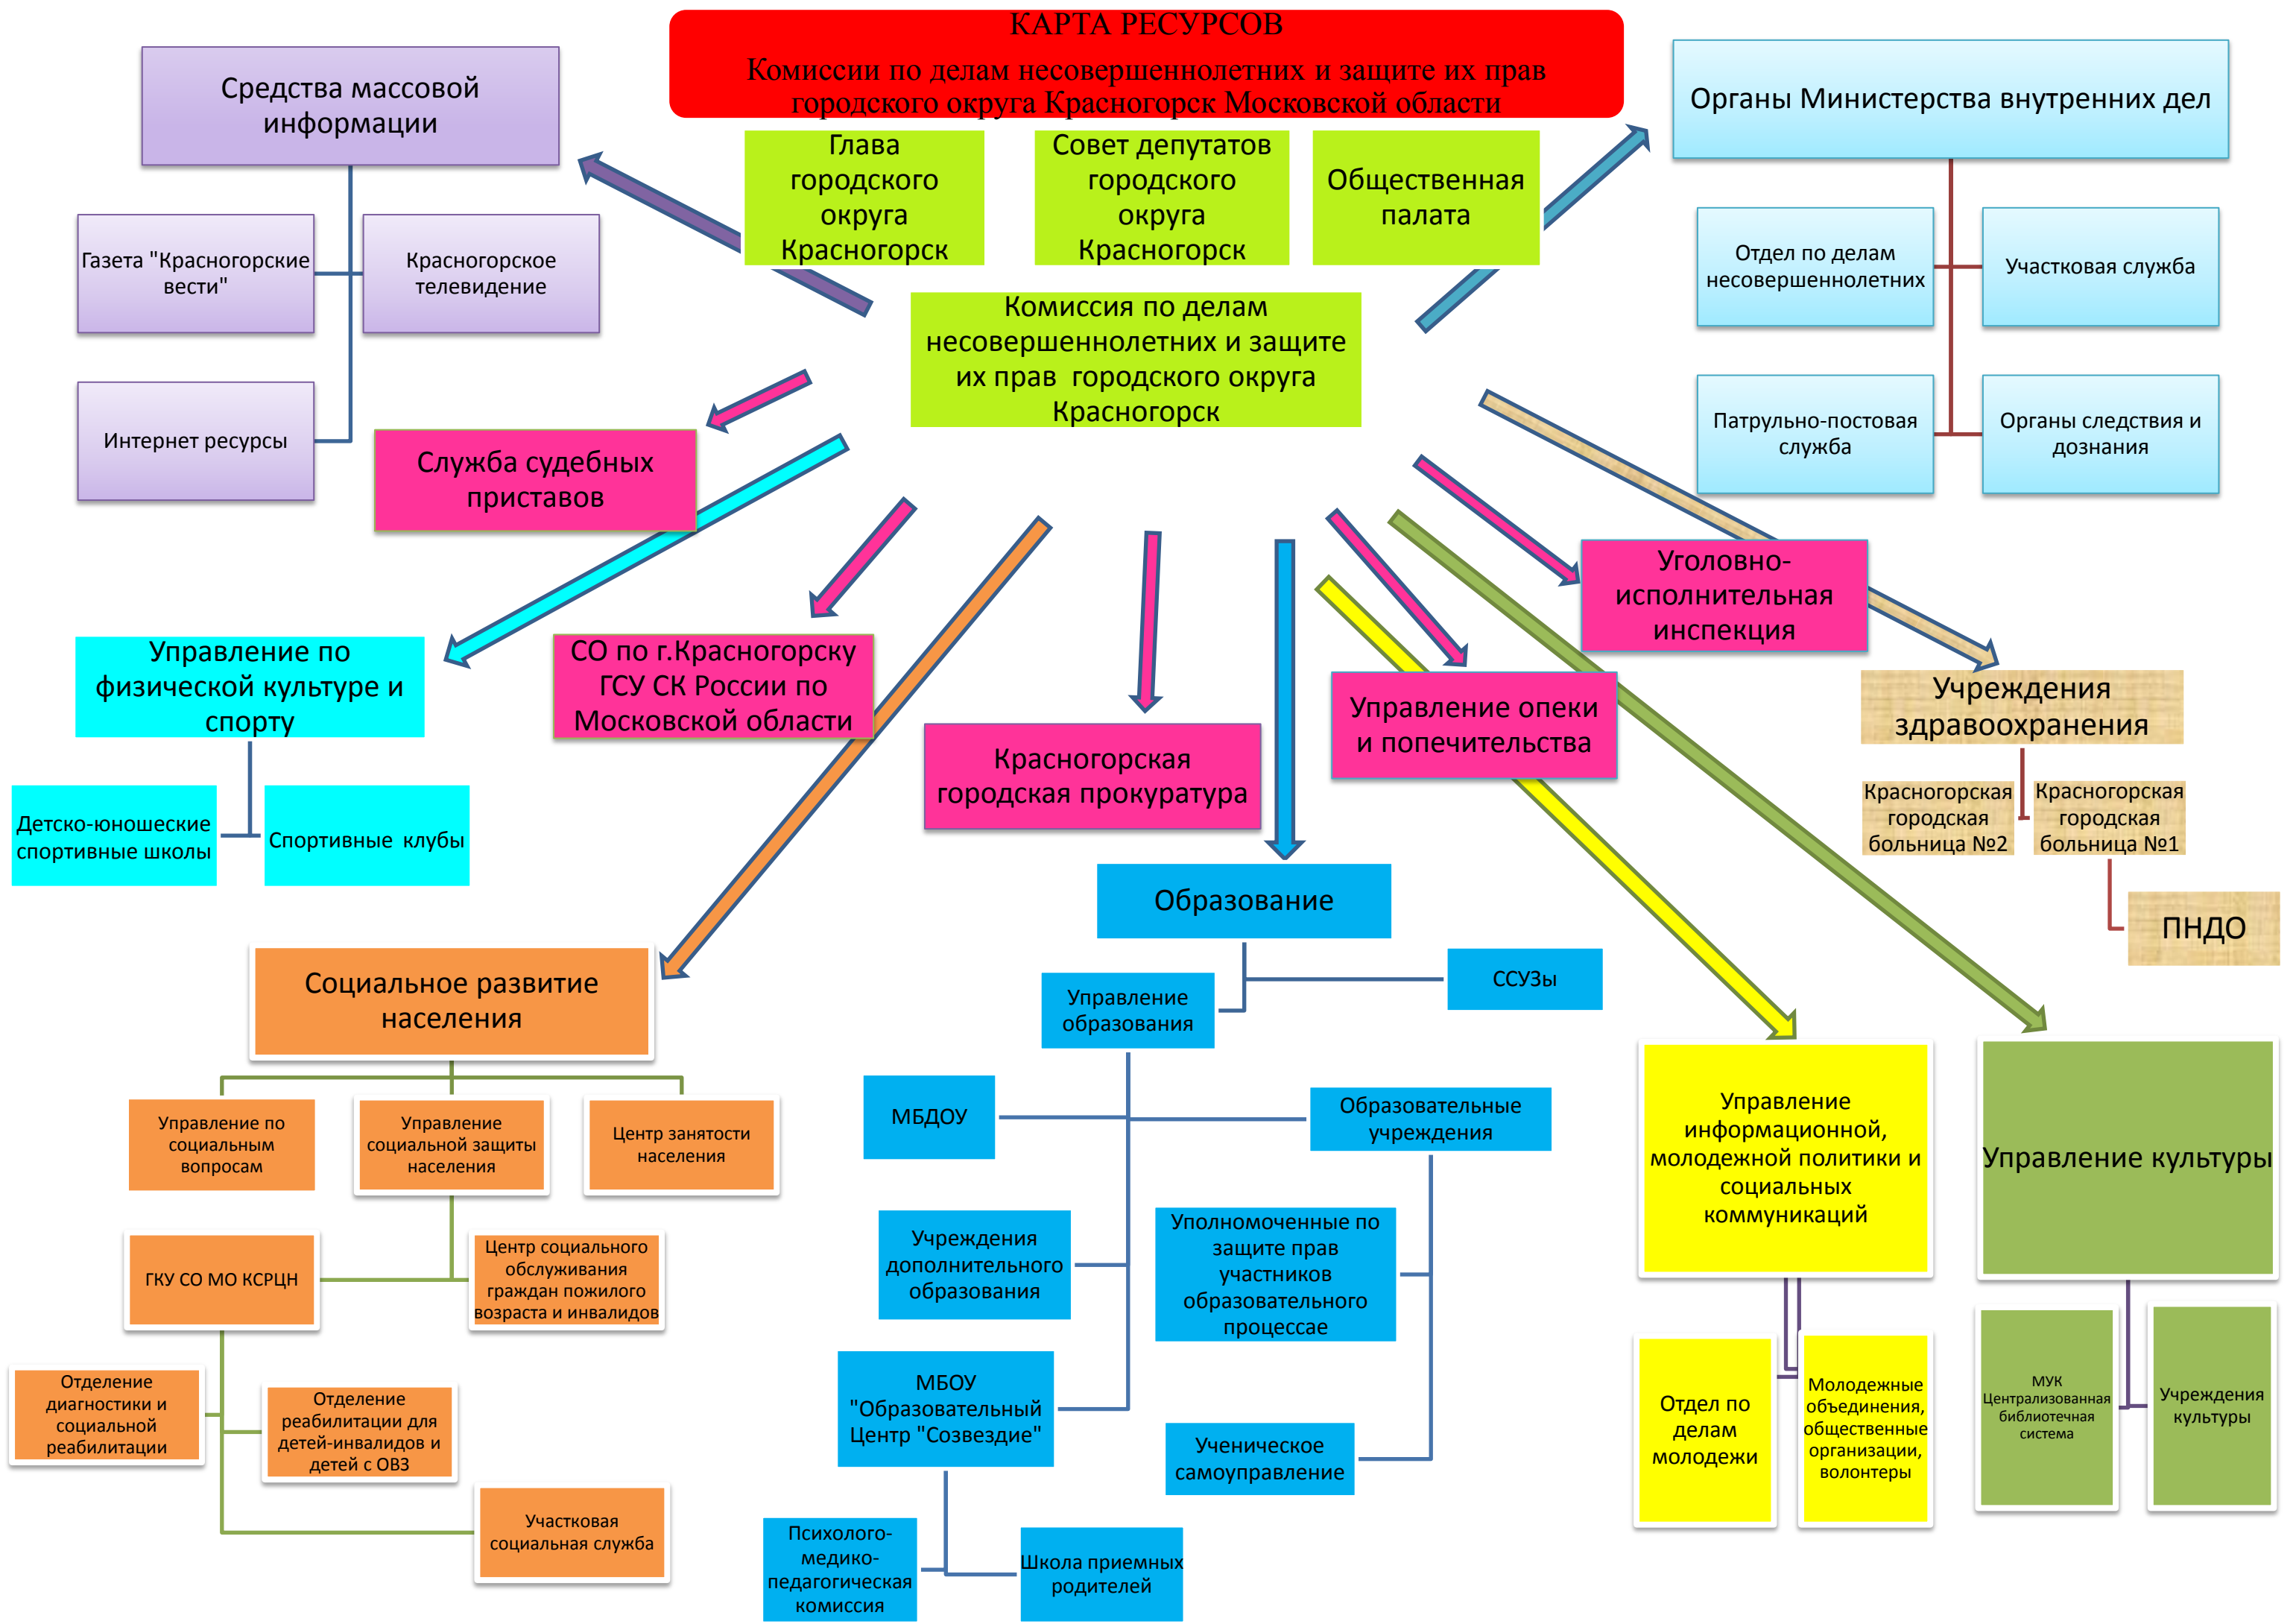 КАРТА РЕСУРСОВ
Комиссии по делам несовершеннолетних и защите их прав
городского округа Красногорск Московской области
Глава
городского
округа
Красногорск
Совет депутатов
городского
округа
Красногорск
Общественная
палата
Комиссия по делам
несовершеннолетних и защите
их прав городского округа
Красногорск
Средства массовой
информации
Газета "Красногорские
вести"
Красногорское
телевидение
Интернет ресурсы
Органы Министерства внутренних дел
Отдел по делам
несовершеннолетних
Участковая служба
Патрульно-постовая
служба
Органы следствия и
дознания
Служба судебных
приставов
Управление по
физической культуре и
спорту
Детско-юношеские
спортивные школы
Спортивные клубы
СО по г.Красногорску
ГСУ СК России по
Московской области
Красногорская
городская прокуратура
Управление опеки
и попечительства
Уголовно-
исполнительная
инспекция
Учреждения
здравоохранения
Красногорская
городская
больница №2
Красногорская
городская
больница №1
ПНДО
Социальное развитие
населения
Управление по
социальным
вопросам
Управление
социальной защиты
населения
Центр занятости
населения
ГКУ СО МО КСРЦН
Центр социального
обслуживания
граждан пожилого
возраста и инвалидов
Отделение
диагностики и
социальной
реабилитации
Отделение
реабилитации для
детей-инвалидов и
детей с ОВЗ
Участковая
социальная служба
Образование
Управление
образования
ССУЗы
МБДОУ
Образовательные
учреждения
Учреждения
дополнительного
образования
Уполномоченные по
защите прав
участников
образовательного
процессае
МБОУ
"Образовательный
Центр "Созвездие"
Ученическое
самоуправление
Психолого-
медико-
педагогическая
комиссия
Школа приемных
родителей
Управление
информационной,
молодежной политики и
социальных
коммуникаций
Отдел по
делам
молодежи
Молодежные
объединения,
общественные
организации,
волонтеры
Управление культуры
МУК
Централизованная
библиотечная
система
Учреждения
культуры